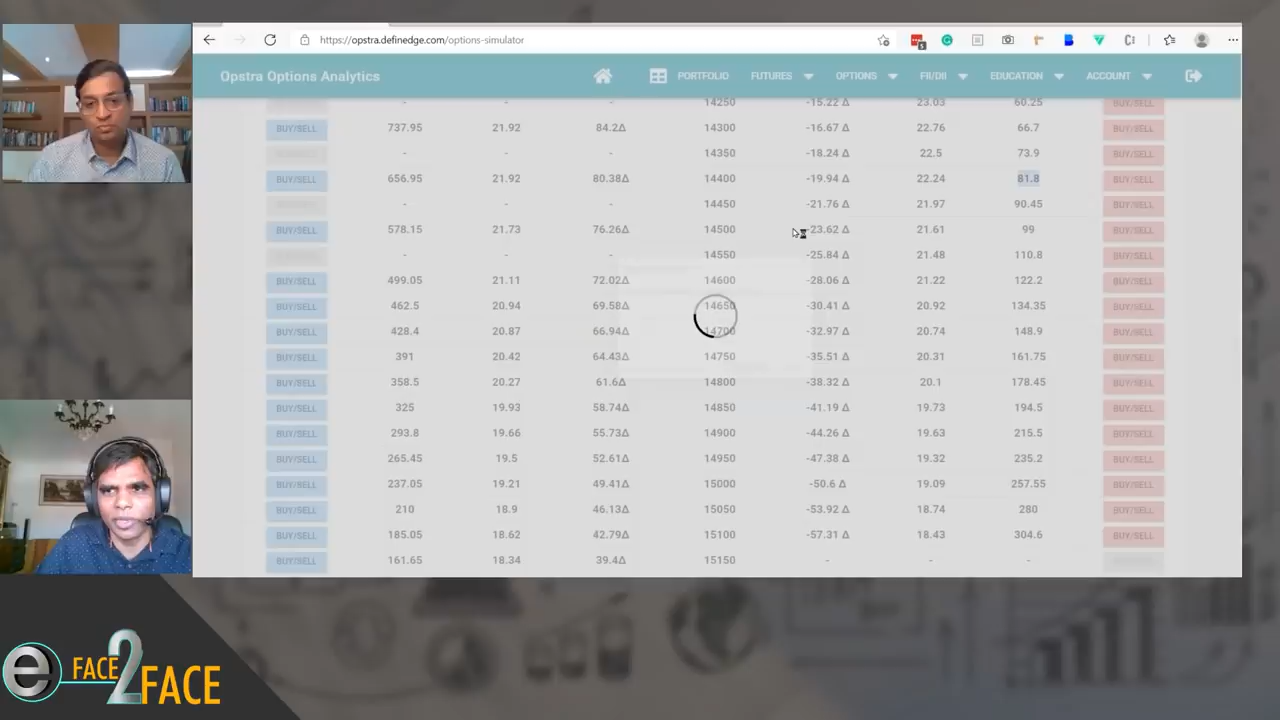 https://opstra.definedge.com/options-simulator
Opstra Options Analytics
PORTFOLIO FUTURES OPTIONS FII/DII EDUCATION ACCOUNT
- - - 14250 -15.22 Δ 23.03 60.25
BUY/SELL 737.95 21.92 84.2Δ 14300 -16.67 Δ 22.76 66.7 BUY/SELL
- - - 14350 -18.24 Δ 22.5 73.9 BUY/SELL
BUY/SELL 656.95 21.92 80.38Δ 14400 -19.94 Δ 22.24 81.8 BUY/SELL
- - - 14450 -21.76 Δ 21.97 90.45 BUY/SELL
BUY/SELL 578.15 21.73 76.26Δ 14500 -23.62 Δ 21.61 99 BUY/SELL
- - - 14550 -25.84 Δ 21.48 110.8 BUY/SELL
BUY/SELL 499.05 21.11 72.02Δ 14600 -28.06 Δ 21.22 122.2 BUY/SELL
BUY/SELL 462.5 20.94 69.58Δ 14650 -30.41 Δ 20.92 134.35 BUY/SELL
BUY/SELL 428.4 20.87 66.94Δ 14700 -32.97 Δ 20.74 148.9 BUY/SELL
BUY/SELL 391 20.42 64.43Δ 14750 -35.51 Δ 20.31 161.75 BUY/SELL
BUY/SELL 358.5 20.27 61.6Δ 14800 -38.32 Δ 20.1 178.45 BUY/SELL
BUY/SELL 325 19.93 58.74Δ 14850 -41.19 Δ 19.73 194.5 BUY/SELL
BUY/SELL 293.8 19.66 55.73Δ 14900 -44.26 Δ 19.63 215.5 BUY/SELL
BUY/SELL 265.45 19.5 52.61Δ 14950 -47.38 Δ 19.32 235.2 BUY/SELL
BUY/SELL 237.05 19.21 49.41Δ 15000 -50.6 Δ 19.09 257.55 BUY/SELL
BUY/SELL 210 18.9 46.13Δ 15050 -53.92 Δ 18.74 280 BUY/SELL
BUY/SELL 185.05 18.62 42.79Δ 15100 -57.31 Δ 18.43 304.6 BUY/SELL
BUY/SELL 161.65 18.34 39.4Δ 15150 - - -
e FACE 2 FACE